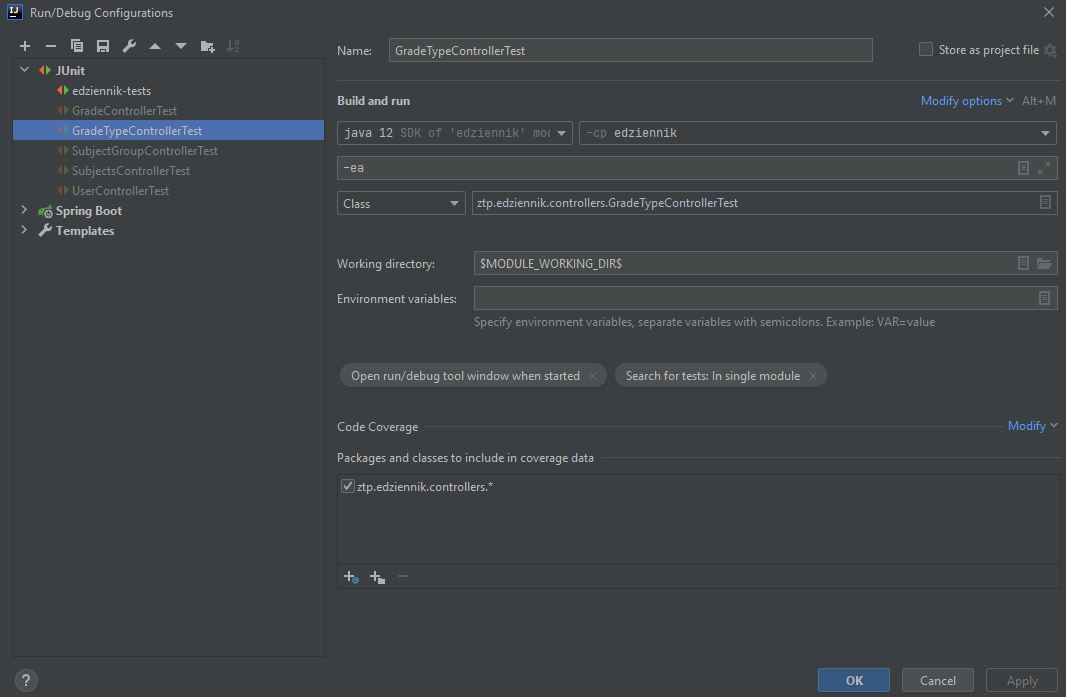 IJ Run/Debug Configurations
Name: GradeTypeControllerTest Store as project file
JUnit
edziennik-tests
GradeControllerTest
GradeTypeControllerTest
SubjectGroupControllerTest
SubjectsControllerTest
UserControllerTest
Spring Boot
Templates
Build and run Modify options Alt+M
java 12 SDK of 'edziennik' mo -cp edziennik
-ea
Class ztp.edziennik.controllers.GradeTypeControllerTest
Working directory: $MODULE_WORKING_DIR$
Environment variables:
Specify environment variables, separate variables with semicolons. Example: VAR=value
Open run/debug tool window when started × Search for tests: In single module ×
Code Coverage Modify
Packages and classes to include in coverage data
ztp.edziennik.controllers.*
? OK Cancel Apply